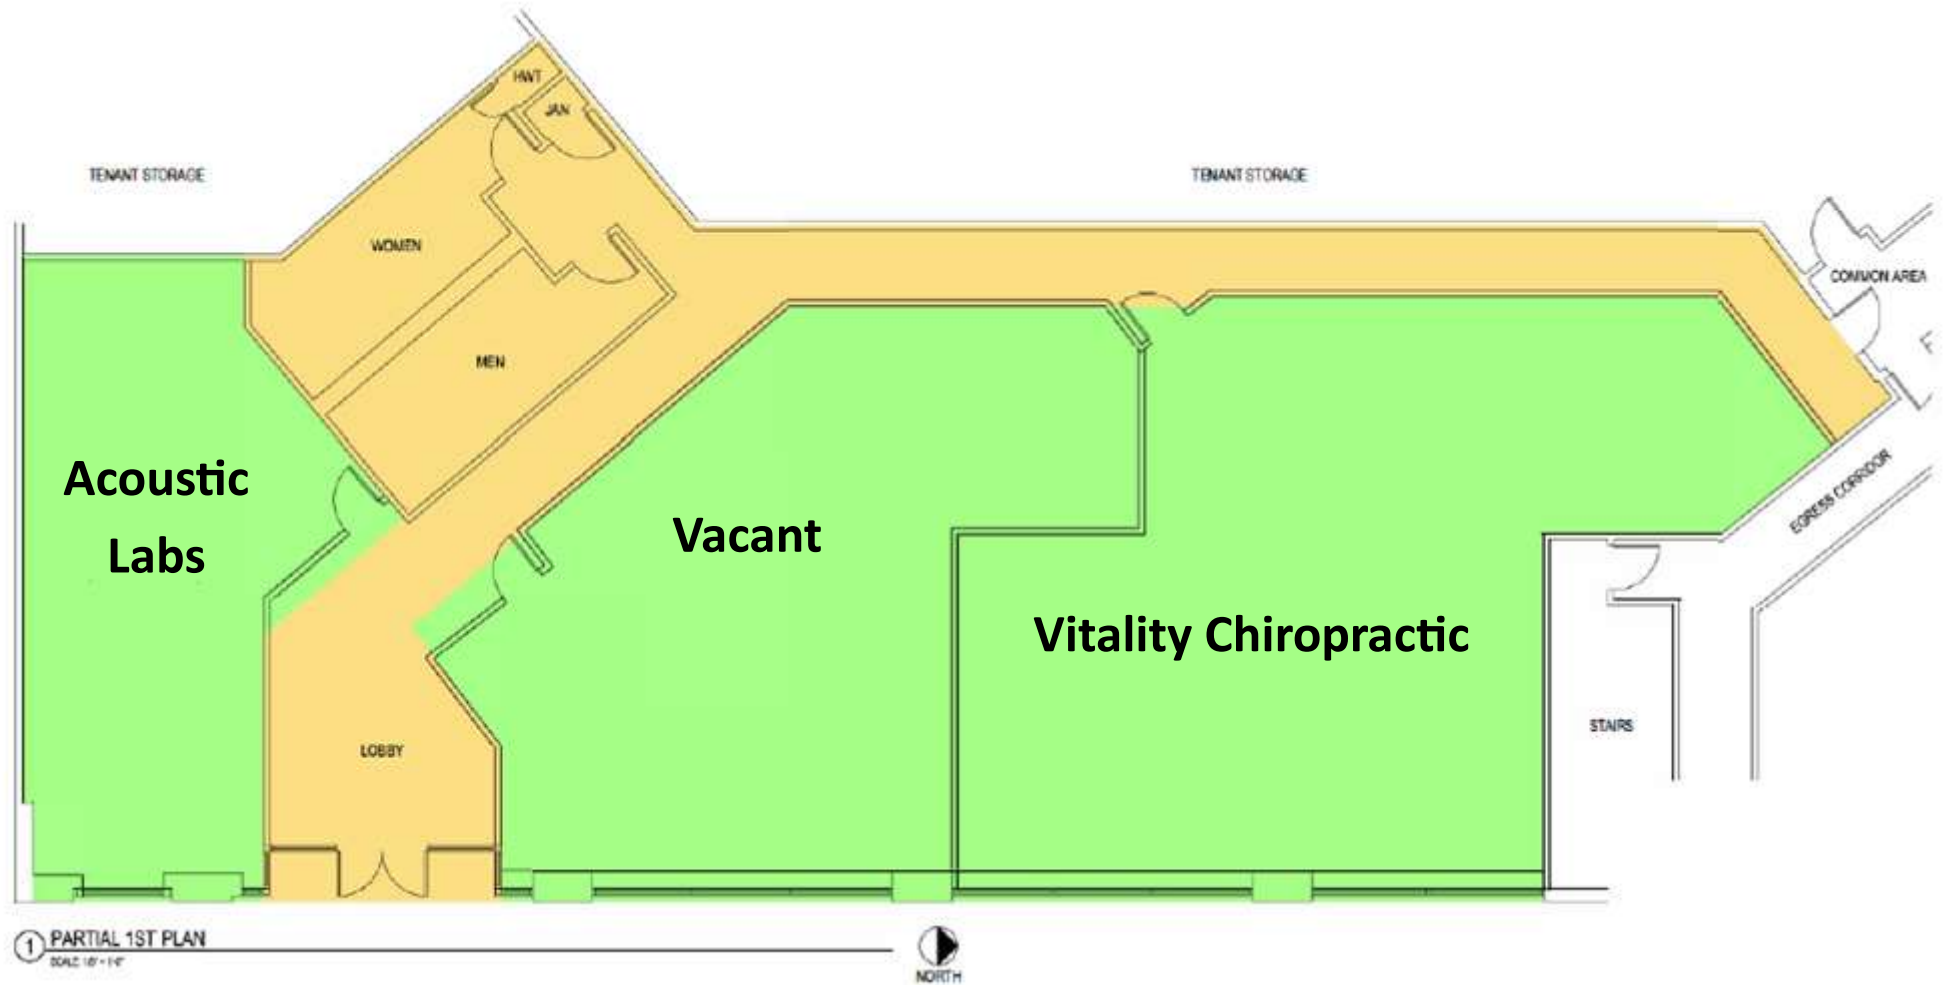 HWT
JAN
TENANT STORAGE
TENANT STORAGE
WOMEN
COMMON AREA
MEN
Acoustic
Labs
Vacant
EGRESS CORRIDOR
Vitality Chiropractic
STAIRS
LOBBY
1 PARTIAL 1ST PLAN
NORTH